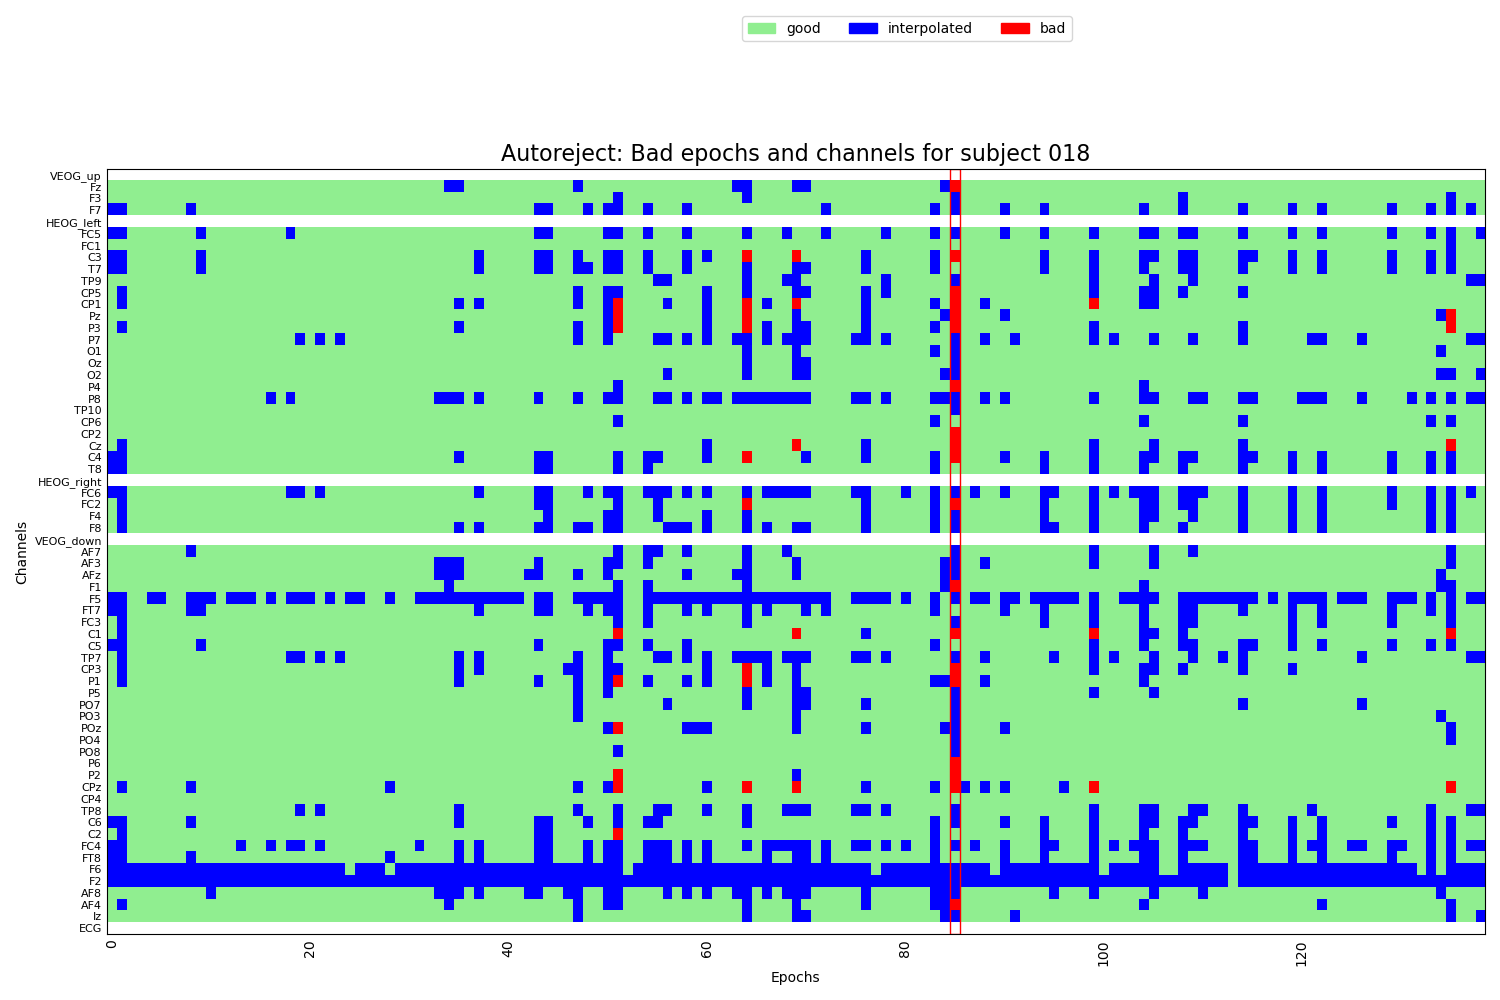 good interpolated bad
Autoreject: Bad epochs and channels for subject 018
VEOG_up
Fz
F3
F7
HEOG_left
FC5
FC1
C3
T7
TP9
CP5
CP1
Pz
P3
P7
O1
Oz
O2
P4
P8
TP10
CP6
CP2
Cz
C4
T8
HEOG_right
FC6
FC2
F4
F8
VEOG_down
AF7
AF3
AFz
F1
F5
FT7
FC3
C1
C5
TP7
CP3
P1
P5
PO7
PO3
POz
PO4
PO8
P6
P2
CPz
CP4
TP8
C6
C2
FC4
FT8
F6
F2
AF8
AF4
Iz
ECG
Channels
0 20 40 60 80 100 120
Epochs